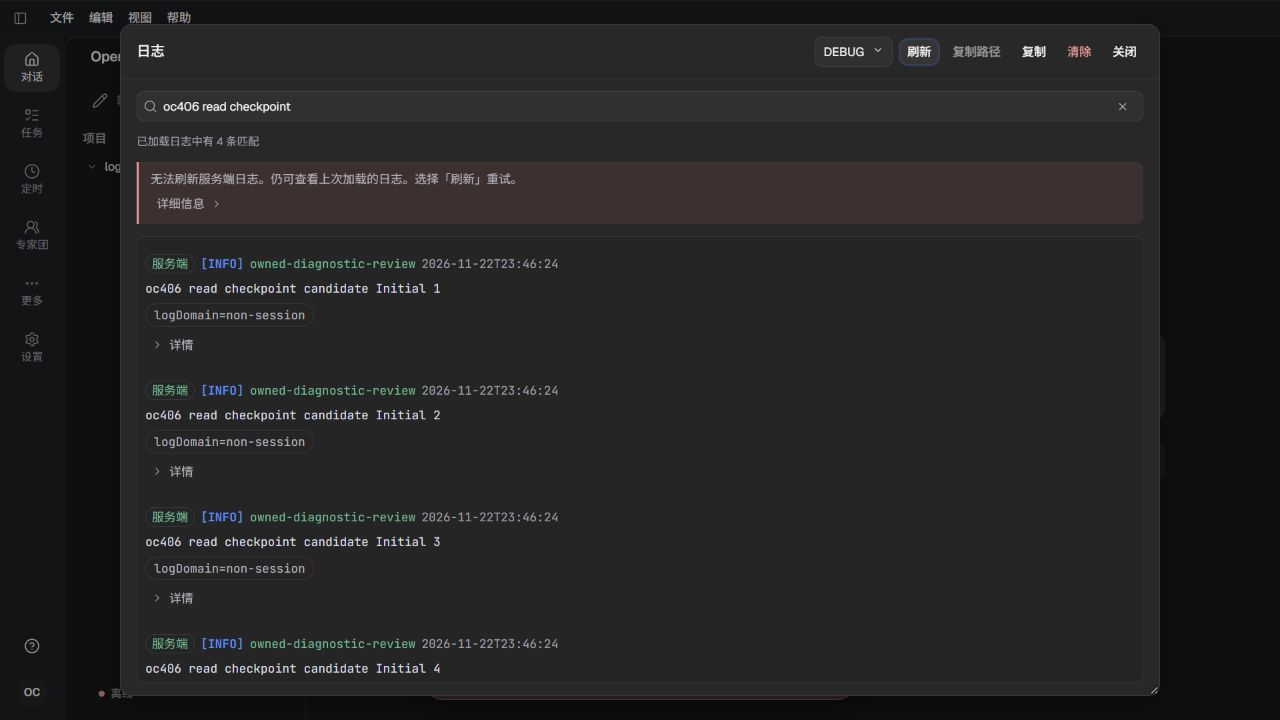 文件 编辑 视图 帮助
日志
DEBUG 刷新 复制路径 复制 清除 关闭
对话
任务
定时
专家团
更多
设置
OC
Oper
项目
log
oc406 read checkpoint
已加载日志中有 4 条匹配
无法刷新服务端日志。仍可查看上次加载的日志。选择「刷新」重试。
详细信息
服务端 [INFO] owned-diagnostic-review 2026-11-22T23:46:24
oc406 read checkpoint candidate Initial 1
logDomain=non-session
详情
服务端 [INFO] owned-diagnostic-review 2026-11-22T23:46:24
oc406 read checkpoint candidate Initial 2
logDomain=non-session
详情
服务端 [INFO] owned-diagnostic-review 2026-11-22T23:46:24
oc406 read checkpoint candidate Initial 3
logDomain=non-session
详情
服务端 [INFO] owned-diagnostic-review 2026-11-22T23:46:24
oc406 read checkpoint candidate Initial 4